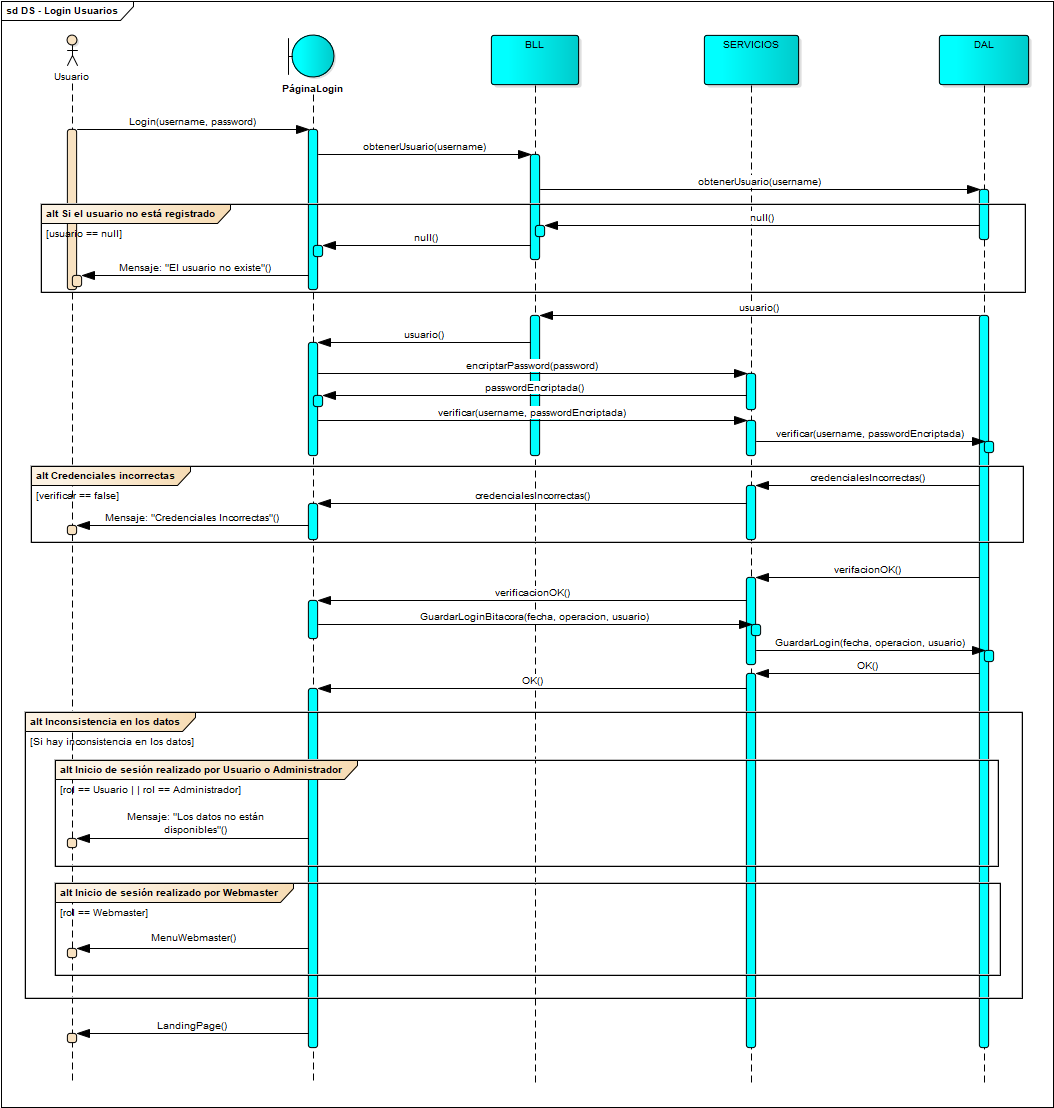 sd DS - Login Usuarios
Usuario
PáginaLogin
BLL
SERVICIOS
DAL
Login(username, password)
obtenerUsuario(username)
obtenerUsuario(username)
alt Si el usuario no está registrado
[usuario == null]
null()
null()
Mensaje: "El usuario no existe"()
usuario()
usuario()
encriptarPassword(password)
passwordEncriptada()
verificar(username, passwordEncriptada)
verificar(username, passwordEncriptada)
alt Credenciales incorrectas
[verificar == false]
credencialesIncorrectas()
credencialesIncorrectas()
Mensaje: "Credenciales Incorrectas"()
verifacionOK()
verificacionOK()
GuardarLoginBitacora(fecha, operacion, usuario)
GuardarLogin(fecha, operacion, usuario)
OK()
OK()
alt Inconsistencia en los datos
[Si hay inconsistencia en los datos]
alt Inicio de sesión realizado por Usuario o Administrador
[rol == Usuario | | rol == Administrador]
Mensaje: "Los datos no están
disponibles"()
alt Inicio de sesión realizado por Webmaster
[rol == Webmaster]
MenuWebmaster()
LandingPage()